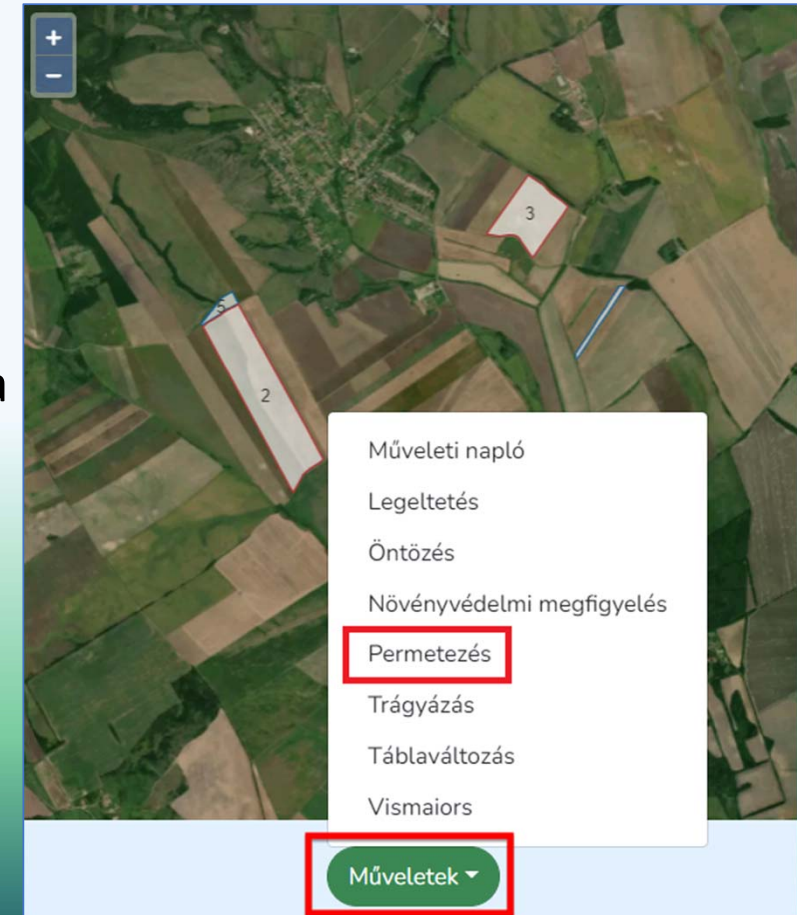 +
−
3
5
2
a
Műveleti napló
Legeltetés
Öntözés
Növényvédelmi megfigyelés
Permetezés
Trágyázás
Táblaváltozás
Vismaiors
Műveletek